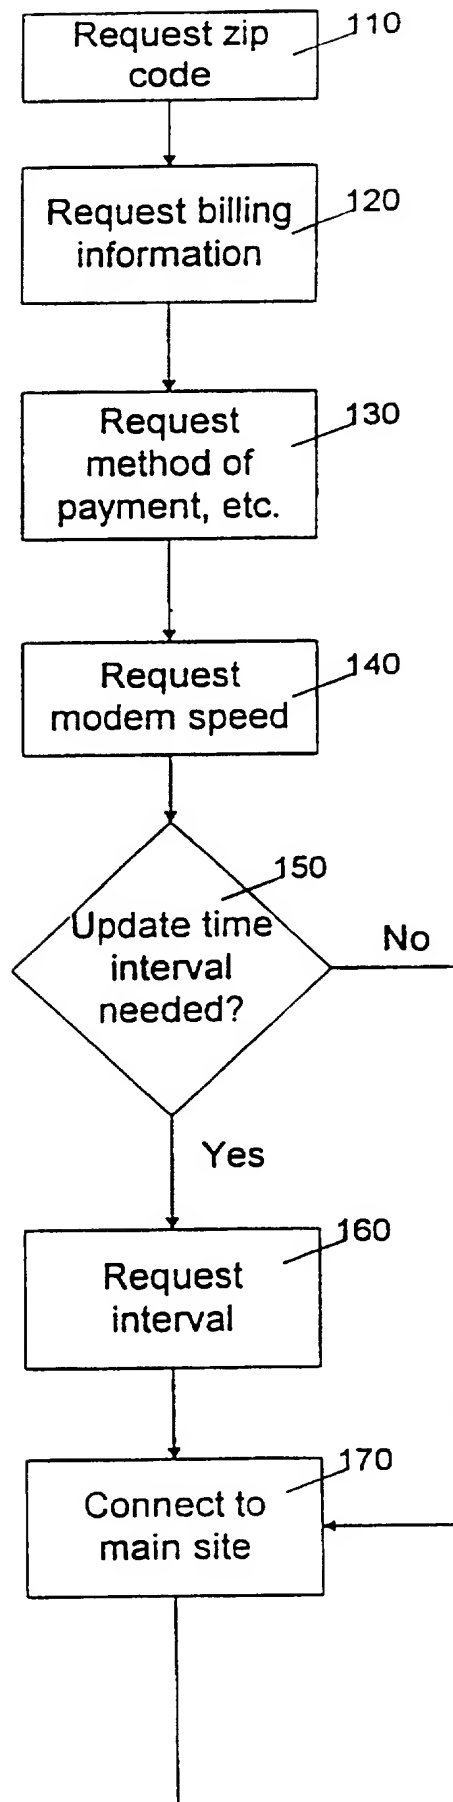 Request zip
code
110
Request billing
information
120
Request
method of
payment, etc.
130
Request
modem speed
140
Update time
interval
needed?
150
No
Yes
Request
interval
160
Connect to
main site
170